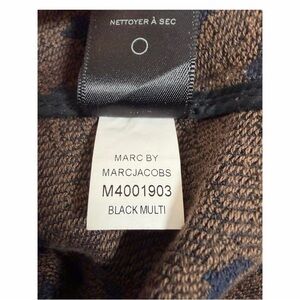 NETTOYER À SEC
MARC BY
MARCJACOBS
M4001903
BLACK MULTI